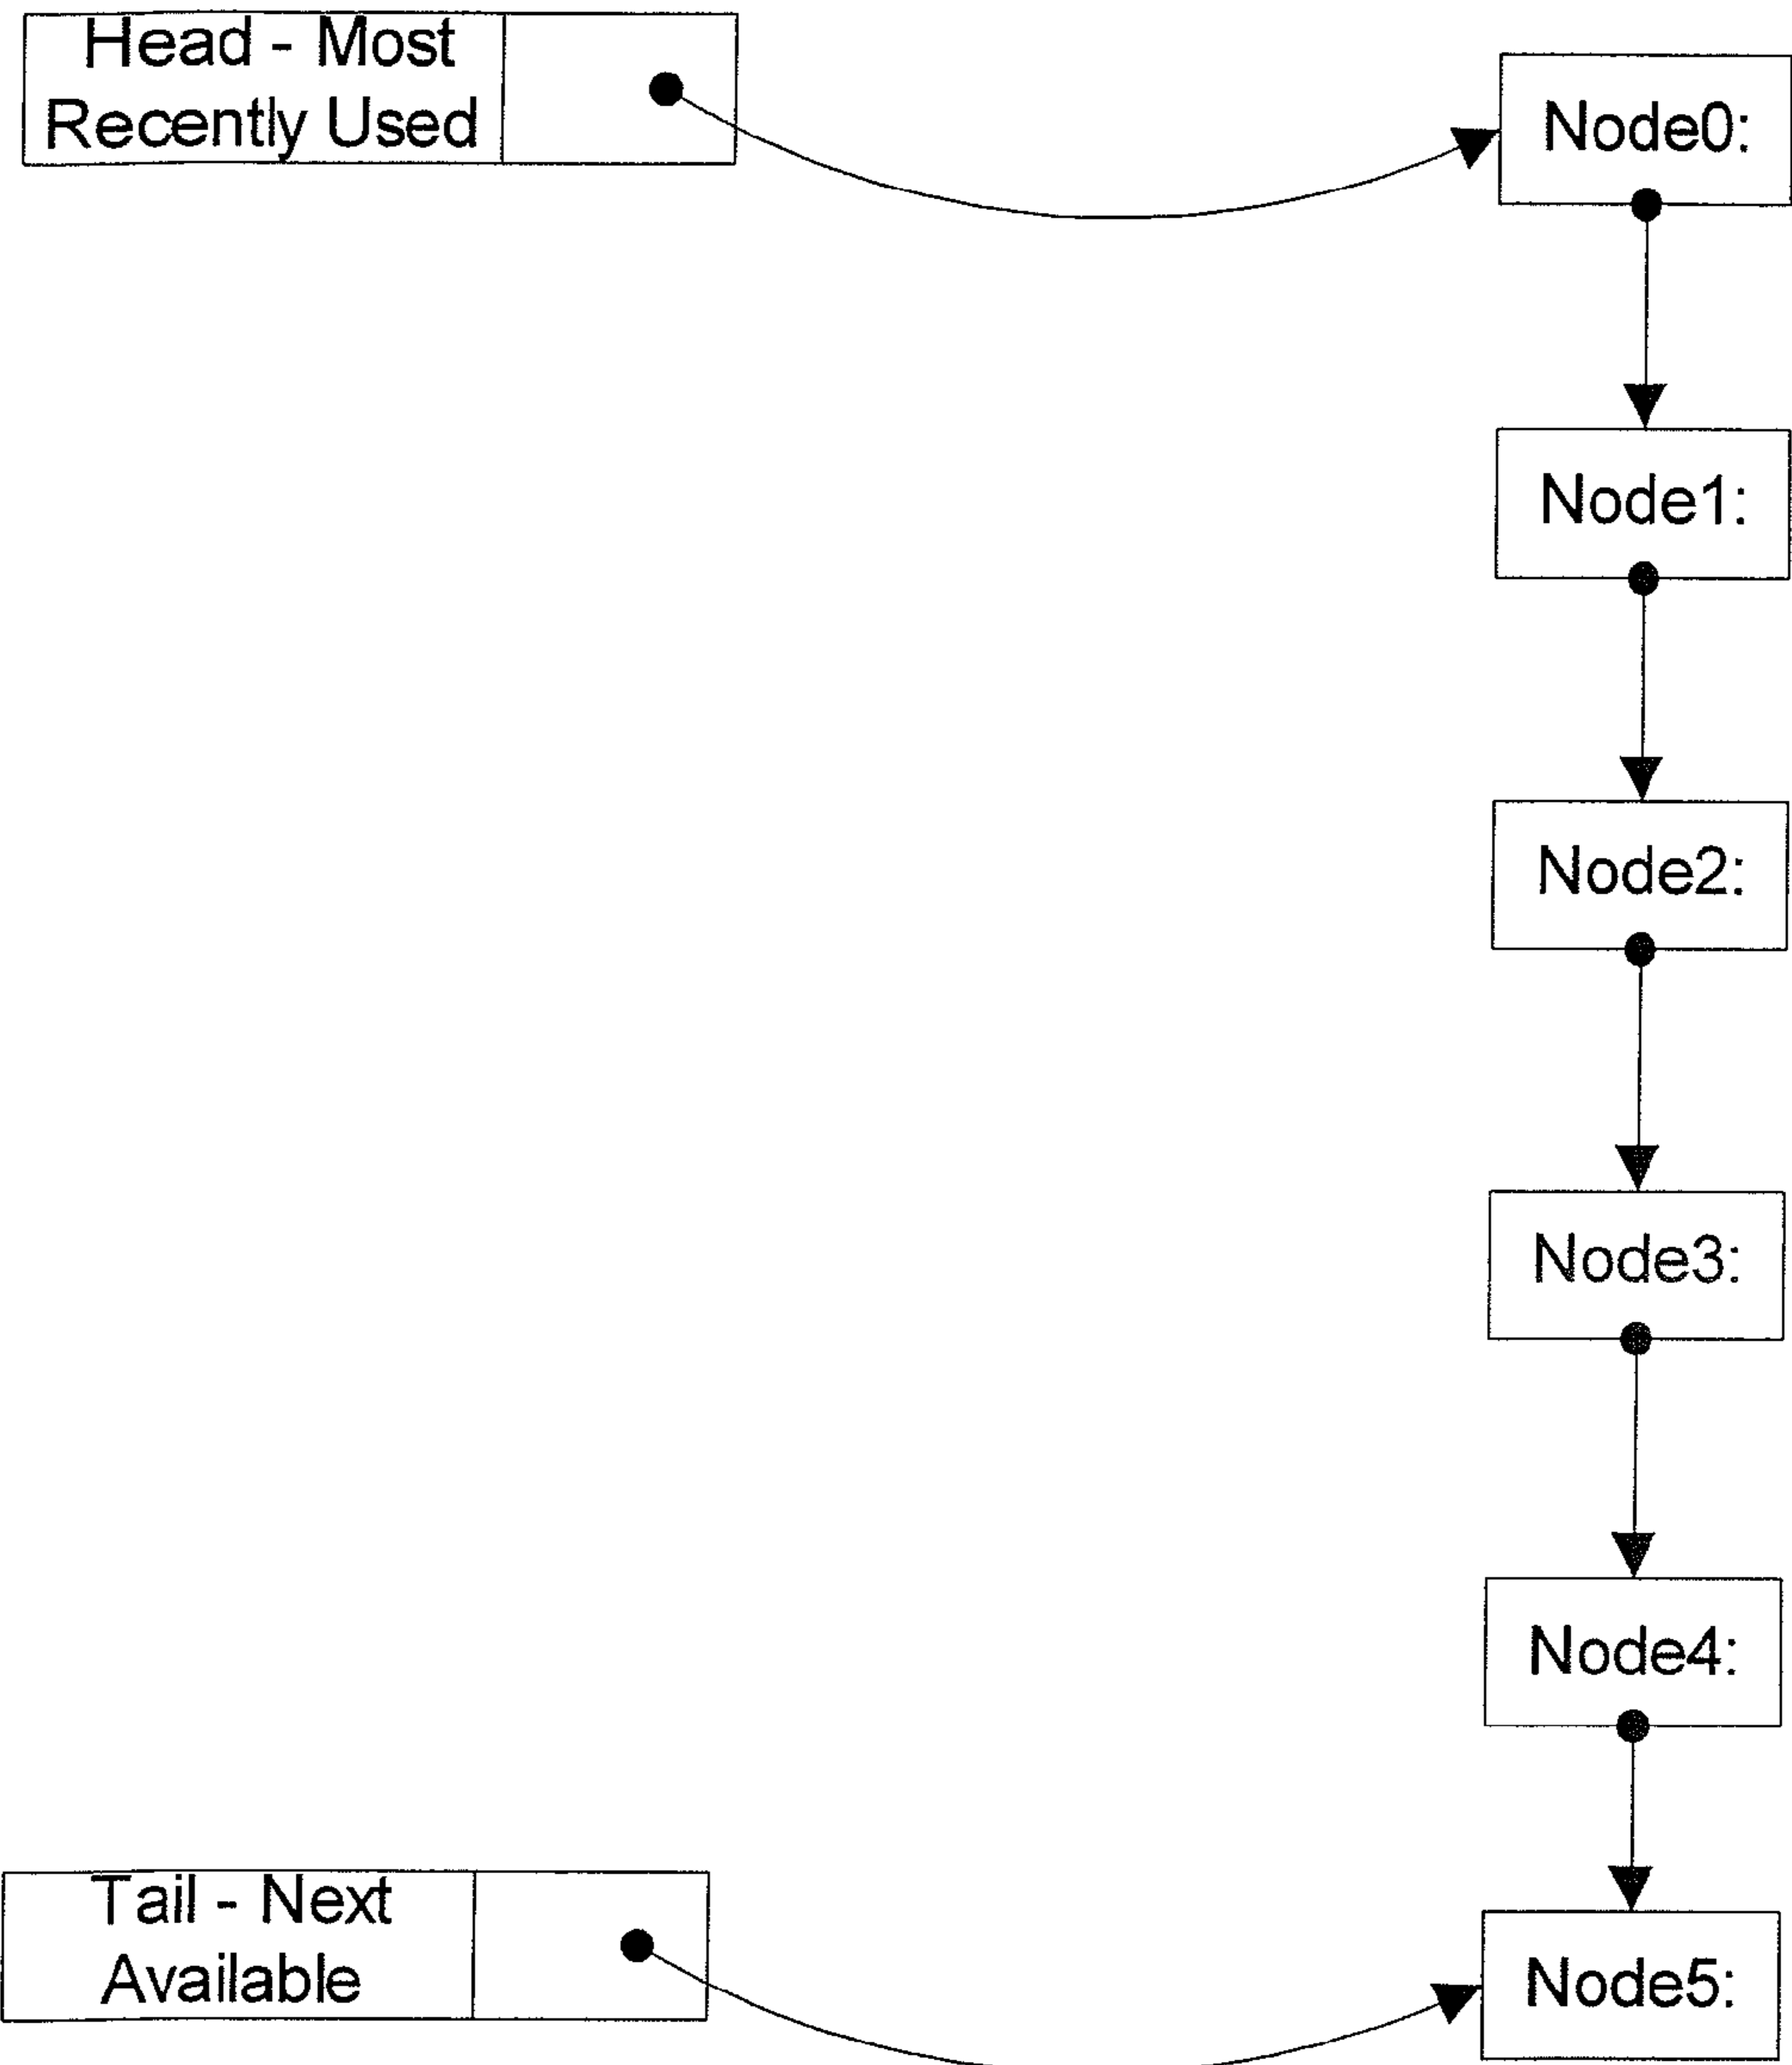 Head - Most
Recently Used
Node0:
Node1:
Node2:
Node3:
Node4:
Tail - Next
Available
Node5: